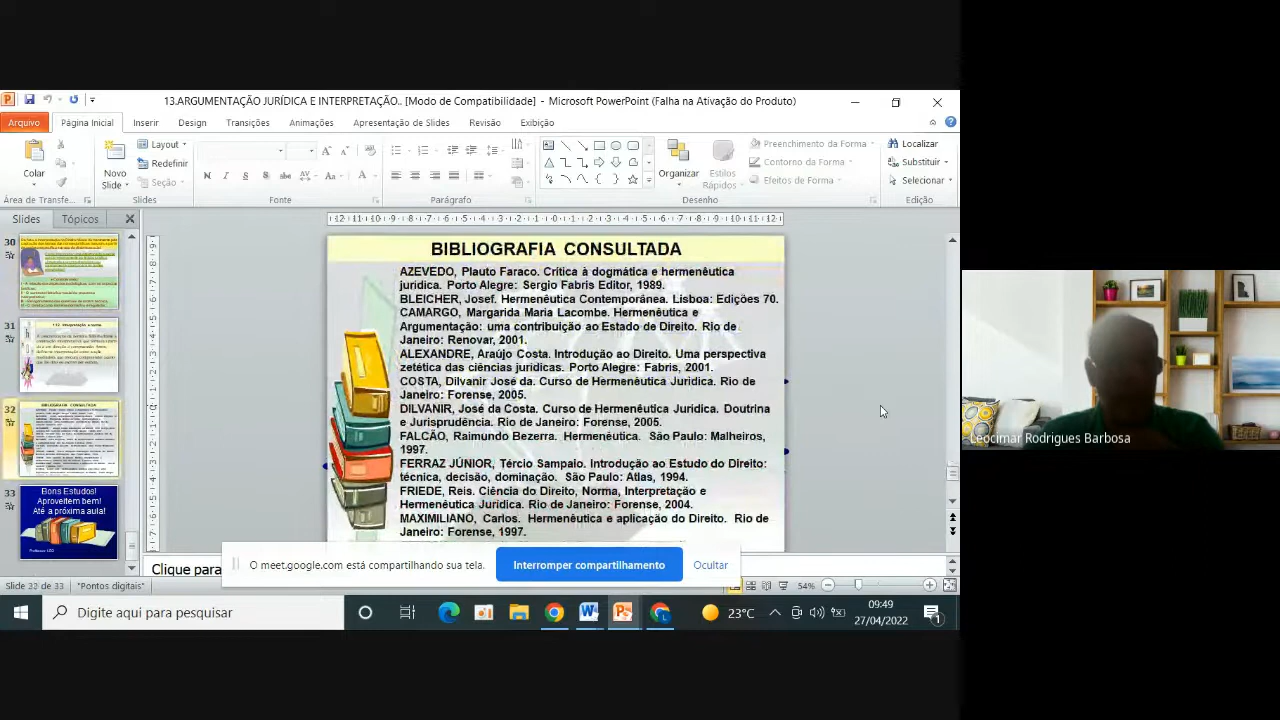 13.ARGUMENTAÇÃO JURÍDICA E INTERPRETAÇÃO.. [Modo de Compatibilidade] - Microsoft PowerPoint (Falha na Ativação do Produto)
Arquivo Página Inicial Inserir Design Transições Animações Apresentação de Slides Revisão Exibição
Colar
Novo Slide
Layout
Redefinir
Seção
Organizar
Estilos Rápidos
Preenchimento da Forma
Contorno da Forma
Efeitos de Forma
Localizar
Substituir
Selecionar
Área de Transfe... Slides Fonte Parágrafo Desenho Edição
Slides Tópicos
30
31
32
33
Bons Estudos!
Aproveitem bem!
Até a próxima aula!
BIBLIOGRAFIA CONSULTADA
AZEVEDO, Plauto Faraco. Crítica à dogmática e hermenêutica
jurídica. Porto Alegre: Sergio Fabris Editor, 1989.
BLEICHER, Josef. Hermenêutica Contemporânea. Lisboa: Edições 70.
CAMARGO, Margarida Maria Lacombe. Hermenêutica e
Argumentação: uma contribuição ao Estado de Direito. Rio de
Janeiro: Renovar, 2001.
ALEXANDRE, Araújo Costa. Introdução ao Direito. Uma perspectiva
zetética das ciências jurídicas. Porto Alegre: Fabris, 2001.
COSTA, Dilvanir José da. Curso de Hermenêutica Jurídica. Rio de
Janeiro: Forense, 2005.
DILVANIR, José da Costa. Curso de Hermenêutica Jurídica. Doutrina
e Jurisprudência. Rio de Janeiro: Forense, 2005.
FALCÃO, Raimundo Bezerra. Hermenêutica. São Paulo: Malheiros,
1997.
FERRAZ JÚNIOR, Tércio Sampaio. Introdução ao Estudo do Direito:
técnica, decisão, dominação. São Paulo: Atlas, 1994.
FRIEDE, Reis. Ciência do Direito, Norma, Interpretação e
Hermenêutica Jurídica. Rio de Janeiro: Forense, 2004.
MAXIMILIANO, Carlos. Hermenêutica e aplicação do Direito. Rio de
Janeiro: Forense, 1997.
Leocimar Rodrigues Barbosa
Clique para
O meet.google.com está compartilhando sua tela. Interromper compartilhamento Ocultar
Slide 32 de 33 "Pontos digitais" 54%
Digite aqui para pesquisar
23°C
09:49
27/04/2022